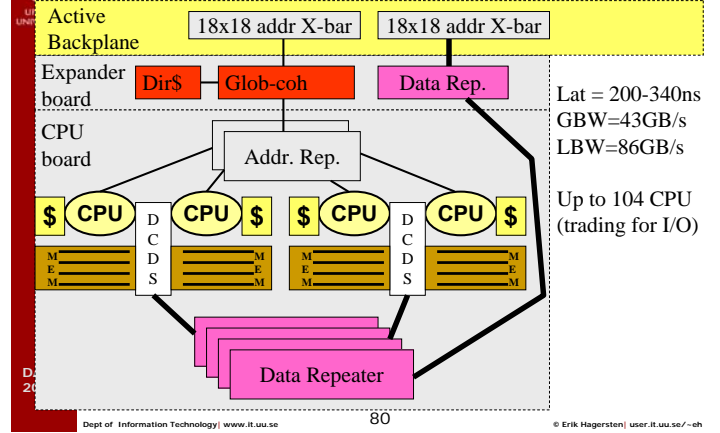 Active
Backplane
18x18 addr X-bar
18x18 addr X-bar
Expander
board
Dir$
Glob-coh
Data Rep.
Lat = 200-340ns
GBW=43GB/s
LBW=86GB/s
CPU
board
Addr. Rep.
Up to 104 CPU
(trading for I/O)
$
CPU
D
C
D
S
CPU
$
$
CPU
D
C
D
S
CPU
$
M
E
M
M
E
M
M
E
M
M
E
M
Data Repeater
Dept of Information Technology| www.it.uu.se
80
© Erik Hagersten| user.it.uu.se/~eh